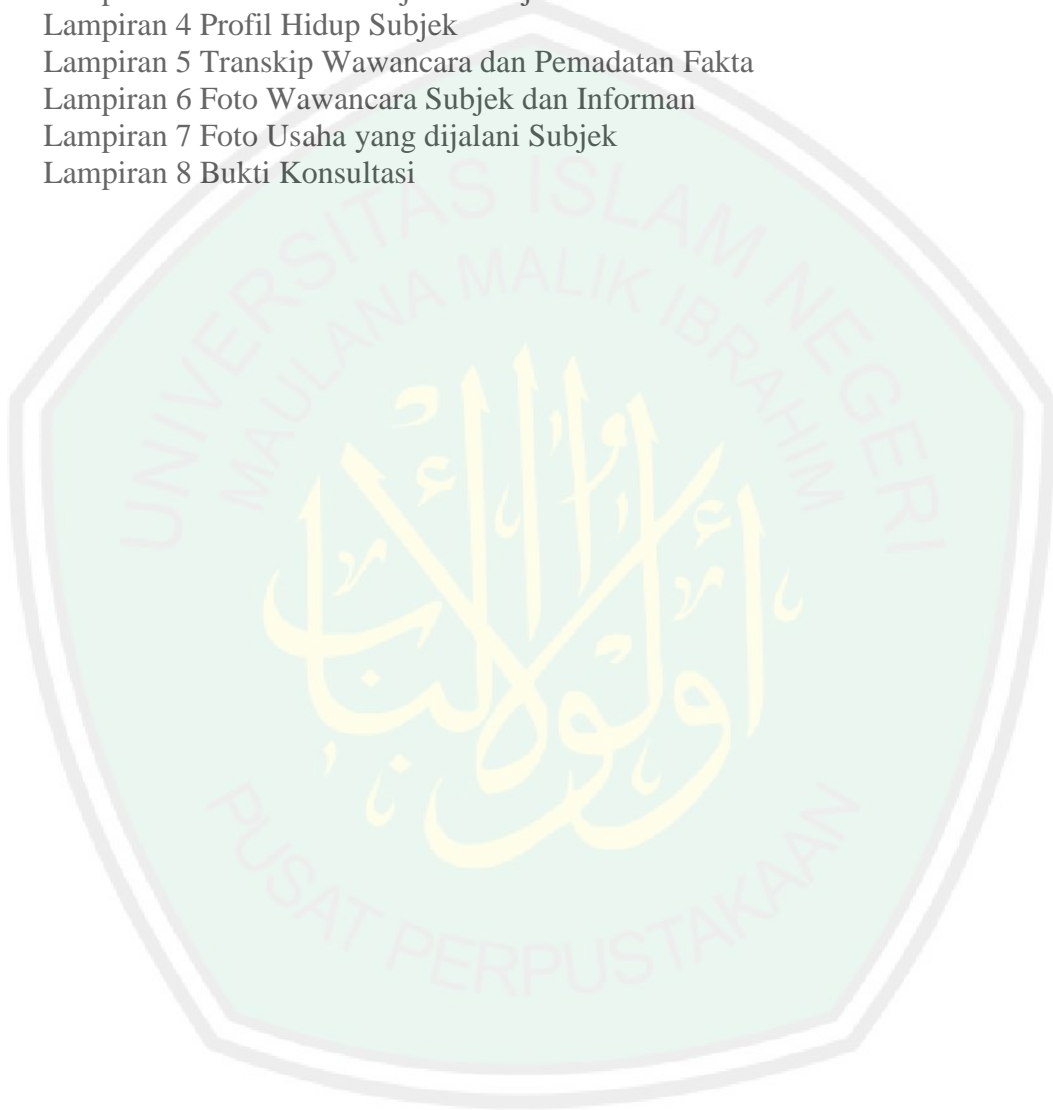 Lampiran 4 Profil Hidup Subjek
Lampiran 5 Transkip Wawancara dan Pemadatan Fakta
Lampiran 6 Foto Wawancara Subjek dan Informan
Lampiran 7 Foto Usaha yang dijalani Subjek
Lampiran 8 Bukti Konsultasi
UNIVERSITAS ISLAM NEGERI
MAULANA MALIK IBRAHIM
أولوا الألباب
PUSAT PERPUSTAKAAN